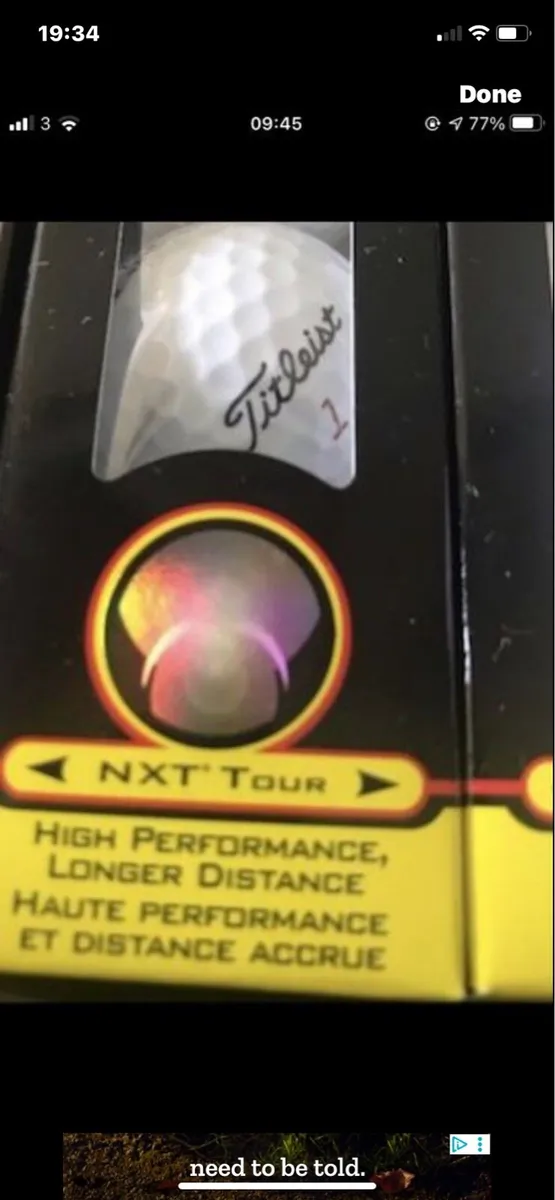 19:34
Done
3
09:45
77%
Titleist
1
NXT® TOUR
HIGH PERFORMANCE,
LONGER DISTANCE
HAUTE PERFORMANCE
ET DISTANCE ACCRUE
need to be told.